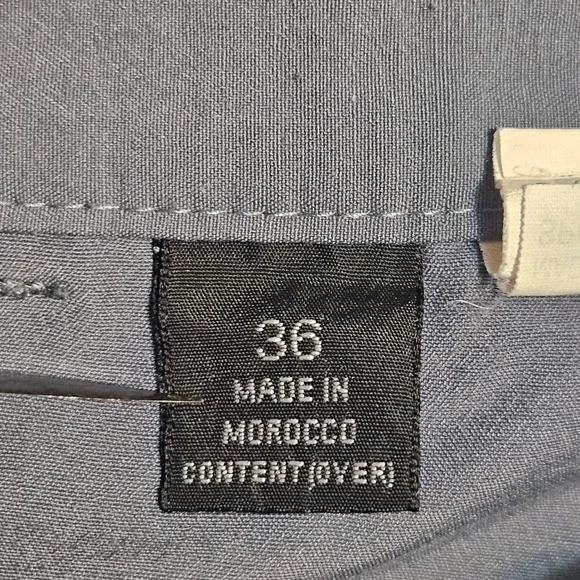 36
MADE IN
MOROCCO
CONTENT (OVER)